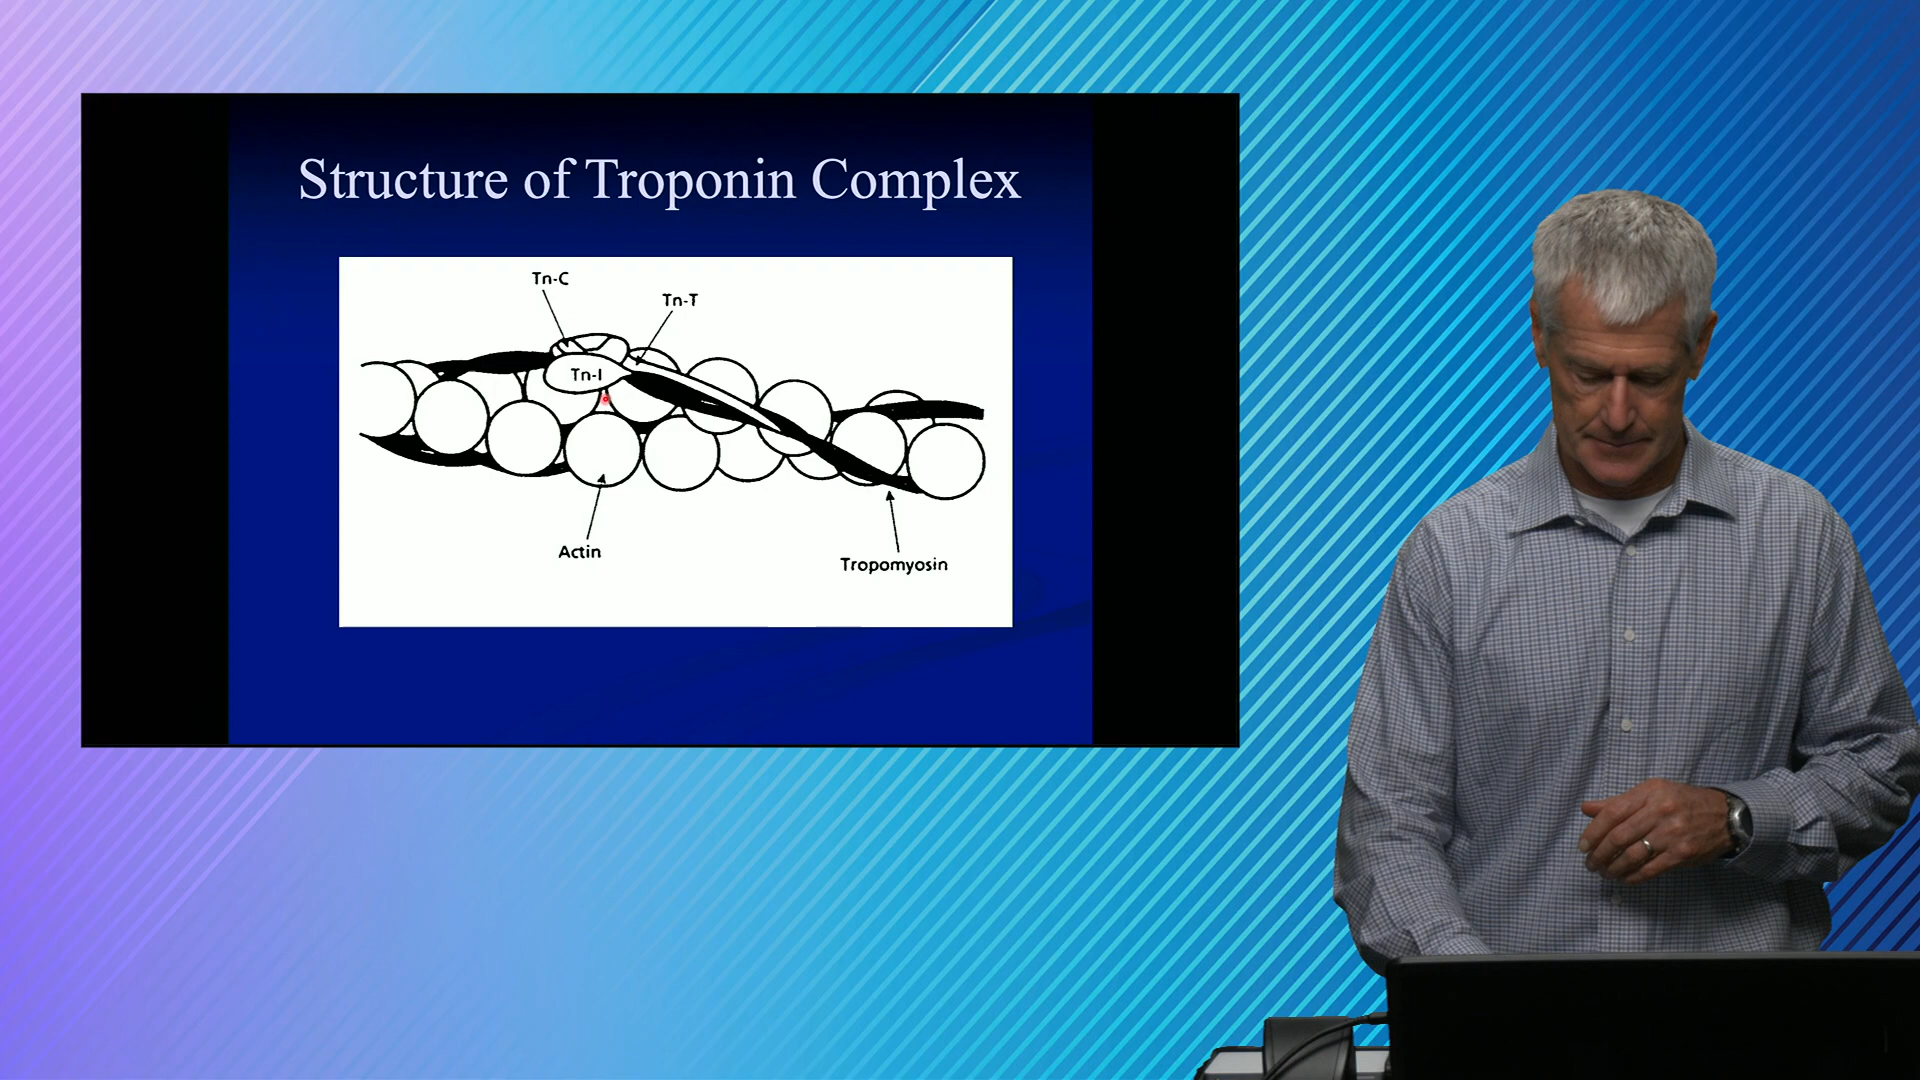 Structure of Troponin Complex
Tn-C
Tn-T
Tn-I
Actin
Tropomyosin